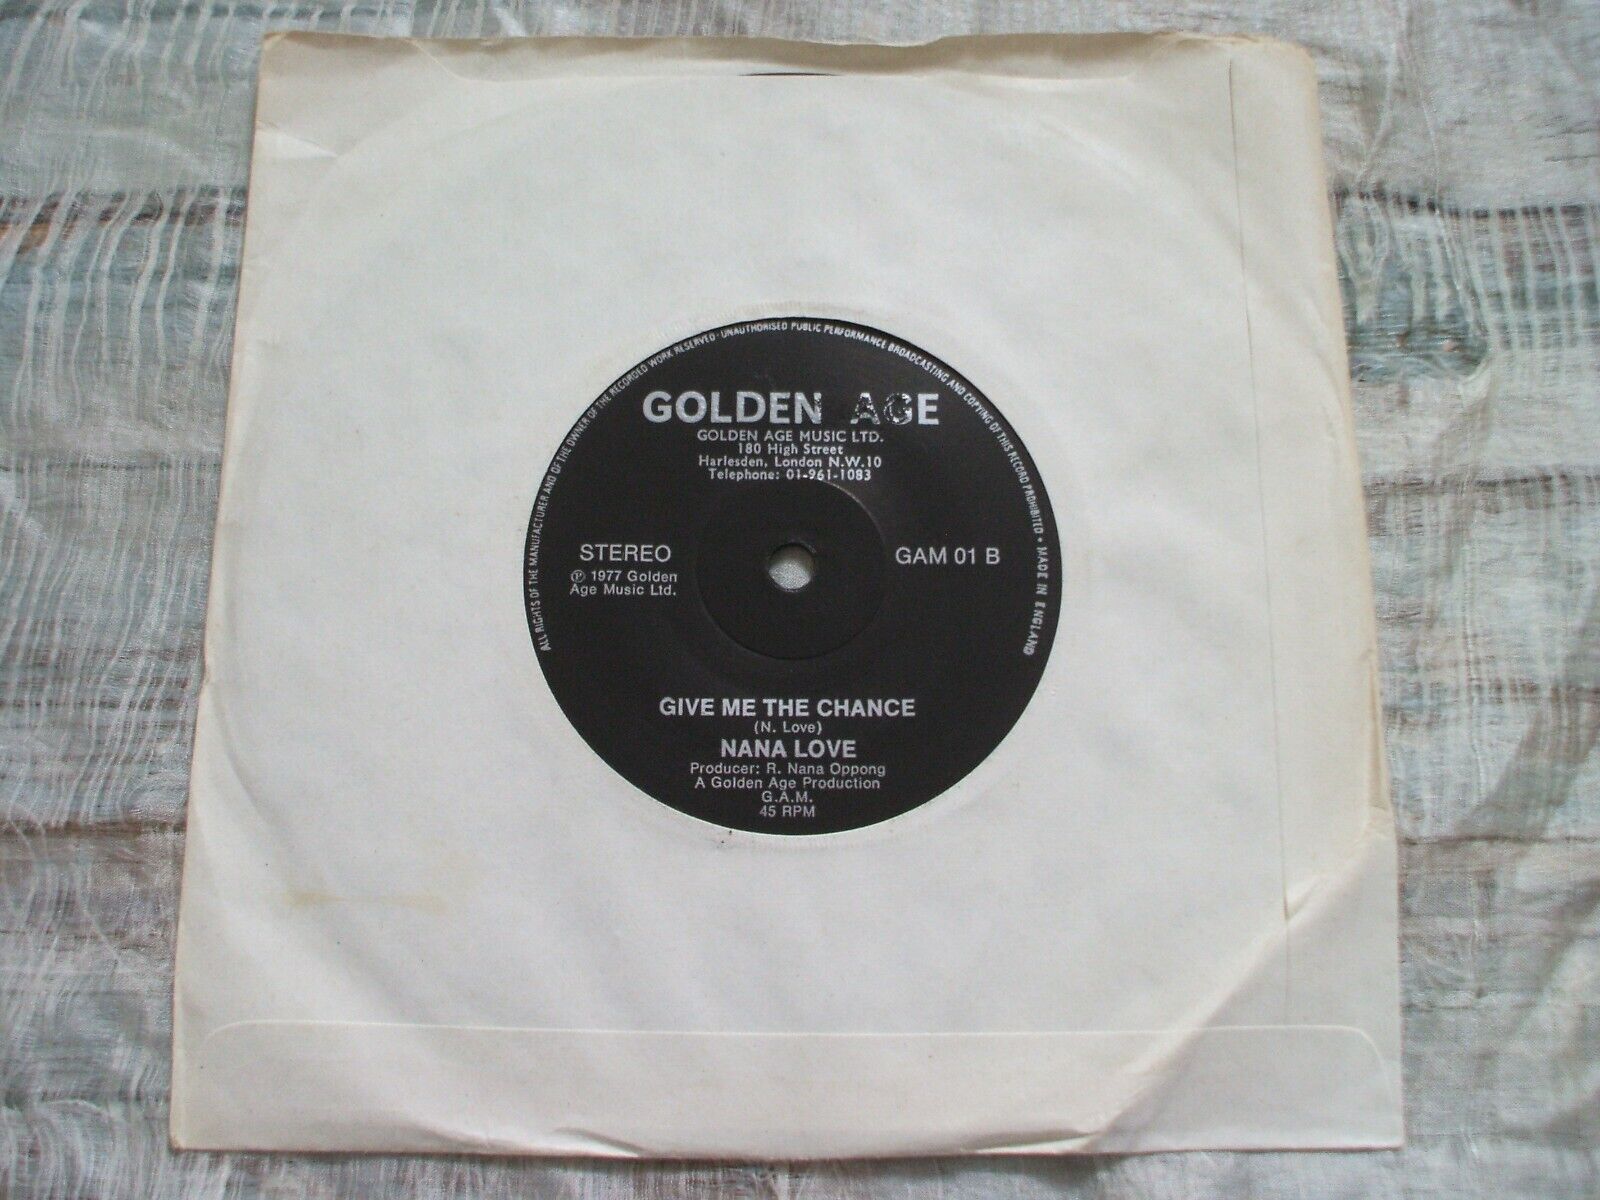 ALL RIGHTS OF THE MANUFACTURER AND OF THE OWNER OF THE RECORDED WORK RESERVED · UNAUTHORISED PUBLIC PERFORMANCE BROADCASTING AND COPYING OF THIS RECORD PROHIBITED • MADE IN ENGLAND
GOLDEN AGE
GOLDEN AGE MUSIC LTD.
180 High Street
Harlesden, London N.W.10
Telephone: 01-961-1083
STEREO
℗ 1977 Golden
Age Music Ltd.
GAM 01 B
GIVE ME THE CHANCE
(N. Love)
NANA LOVE
Producer: R. Nana Oppong
A Golden Age Production
G.A.M.
45 RPM